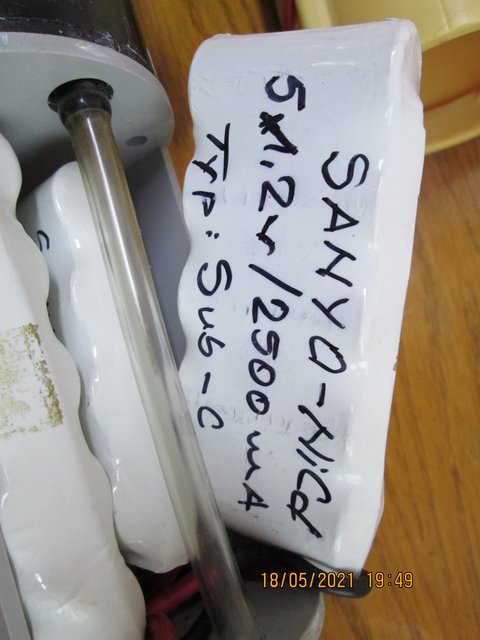 SANYO-NiCd
5x1,2v/2500mA
Typ: Sub-C
18/05/2021 19:49